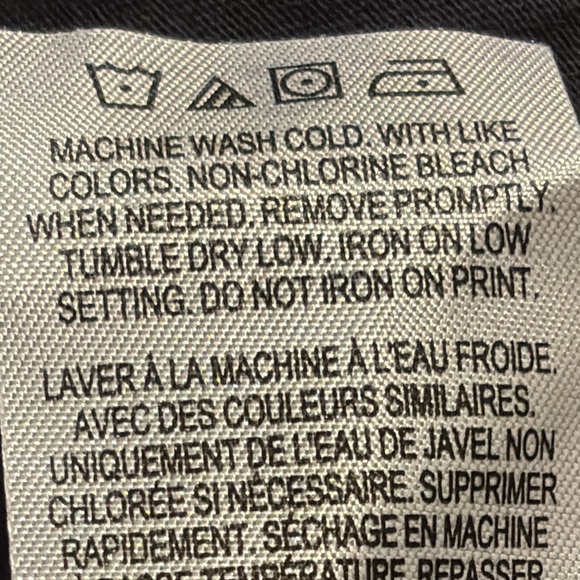 MACHINE WASH COLD. WITH LIKE
COLORS. NON-CHLORINE BLEACH
WHEN NEEDED. REMOVE PROMPTLY.
TUMBLE DRY LOW. IRON ON LOW
SETTING. DO NOT IRON ON PRINT.
LAVER À LA MACHINE À L'EAU FROIDE.
AVEC DES COULEURS SIMILAIRES.
UNIQUEMENT DE L'EAU DE JAVEL NON
CHLORÉE SI NÉCESSAIRE. SUPPRIMER
RAPIDEMENT. SÉCHAGE EN MACHINE
TEMPÉRATURE. REPASSER